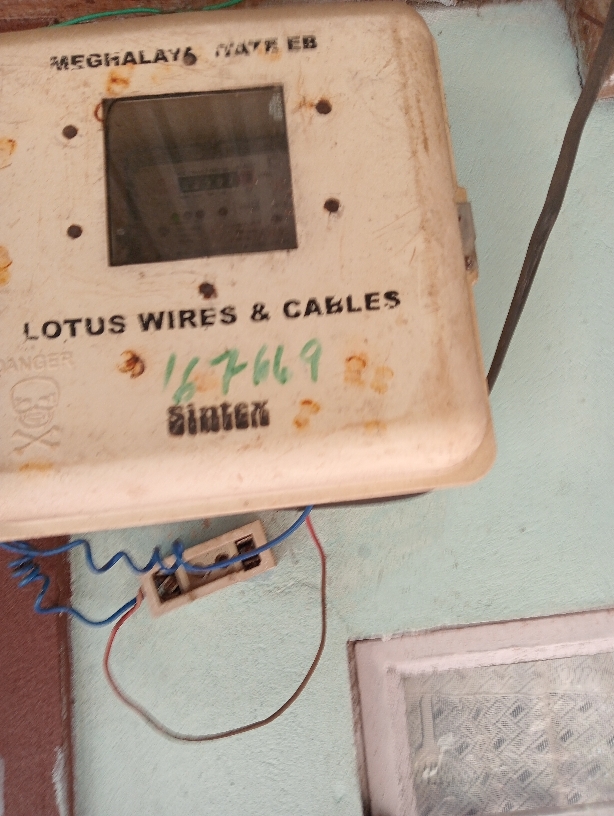 MEGHALAYA STATE EB
LOTUS WIRES & CABLES
DANGER
167669
Sintex